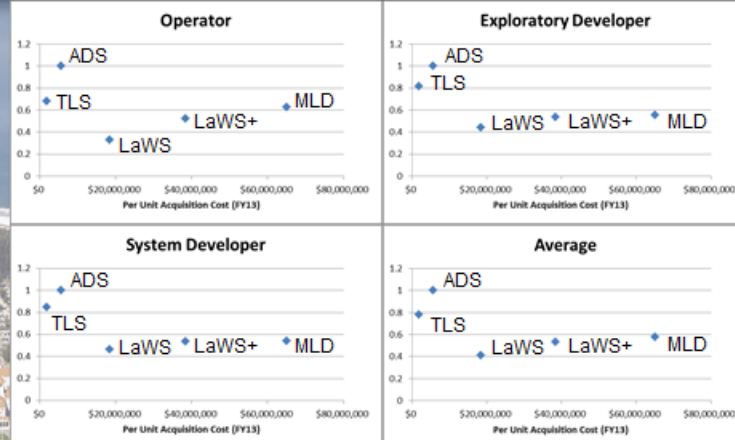 Operator
1.2
1
0.8
0.6
0.4
0.2
0
ADS
TLS
LaWS
LaWS+
MLD
$0 $20,000,000 $40,000,000 $60,000,000 $80,000,000
Per Unit Acquisition Cost (FY13)
Exploratory Developer
1.2
1
0.8
0.6
0.4
0.2
0
ADS
TLS
LaWS
LaWS+
MLD
$0 $20,000,000 $40,000,000 $60,000,000 $80,000,000
Per Unit Acquisition Cost (FY13)
System Developer
1.2
1
0.8
0.6
0.4
0.2
0
ADS
TLS
LaWS
LaWS+
MLD
$0 $20,000,000 $40,000,000 $60,000,000 $80,000,000
Per Unit Acquisition Cost (FY13)
Average
1.2
1
0.8
0.6
0.4
0.2
0
ADS
TLS
LaWS
LaWS+
MLD
$0 $20,000,000 $40,000,000 $60,000,000 $80,000,000
Per Unit Acquisition Cost (FY13)